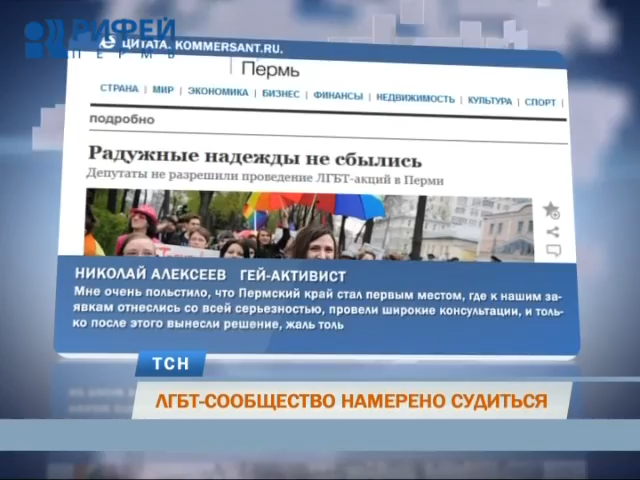 РИФЕЙ
ПЕРМЬ
ЦИТАТА. KOMMERSANT.RU.
Пермь
СТРАНА | МИР | ЭКОНОМИКА | БИЗНЕС | ФИНАНСЫ | НЕДВИЖИМОСТЬ | КУЛЬТУРА | СПОРТ |
подробно
Радужные надежды не сбылись
Депутаты не разрешили проведение ЛГБТ-акций в Перми
НИКОЛАЙ АЛЕКСЕЕВ ГЕЙ-АКТИВИСТ
Мне очень польстило, что Пермский край стал первым местом, где к нашим за-
явкам отнеслись со всей серьезностью, провели широкие консультации, и толь-
ко после этого вынесли решение, жаль толь
ТСН
ЛГБТ-СООБЩЕСТВО НАМЕРЕНО СУДИТЬСЯ